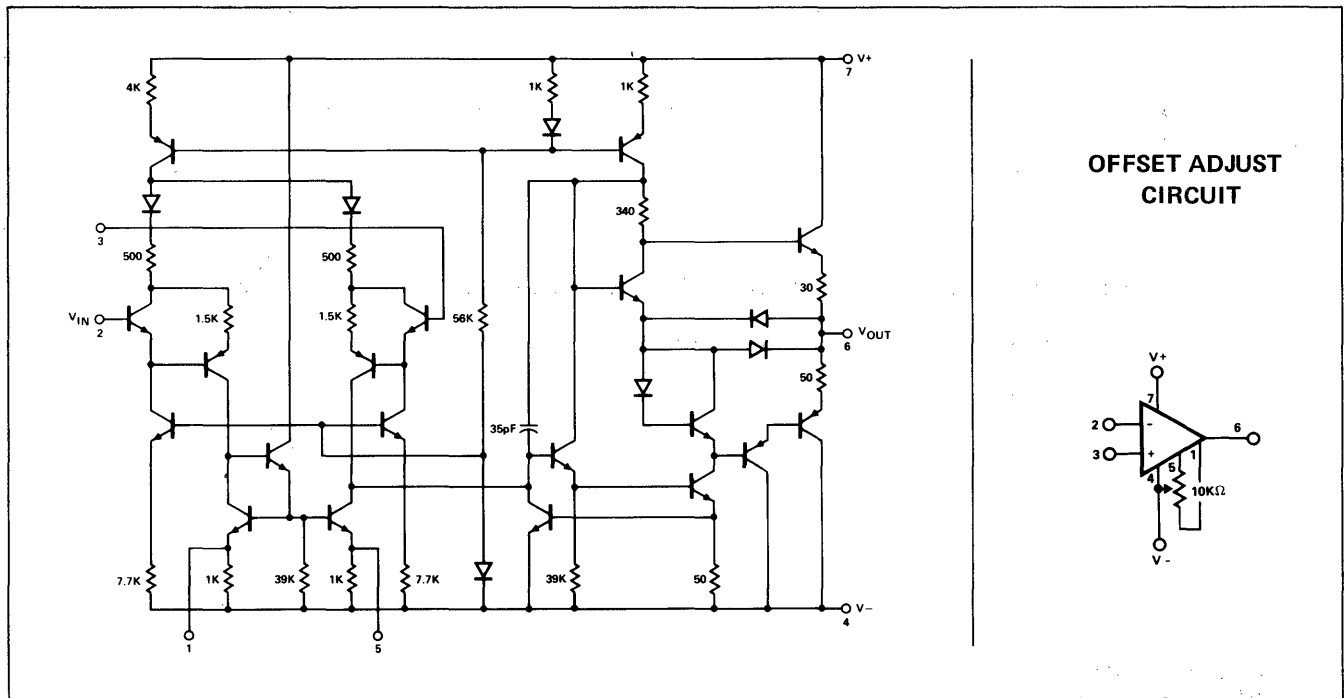 4K
1K
1K
7
V+
3
340
500
500
VIN
2
1.5K
1.5K
56K
30
VOUT
6
50
35pF
7.7K
1K
39K
1K
7.7K
39K
50
V–
4
1
5
OFFSET ADJUST
CIRCUIT
V+
7
2
–
6
3
+
5
1
4
10KΩ
V–